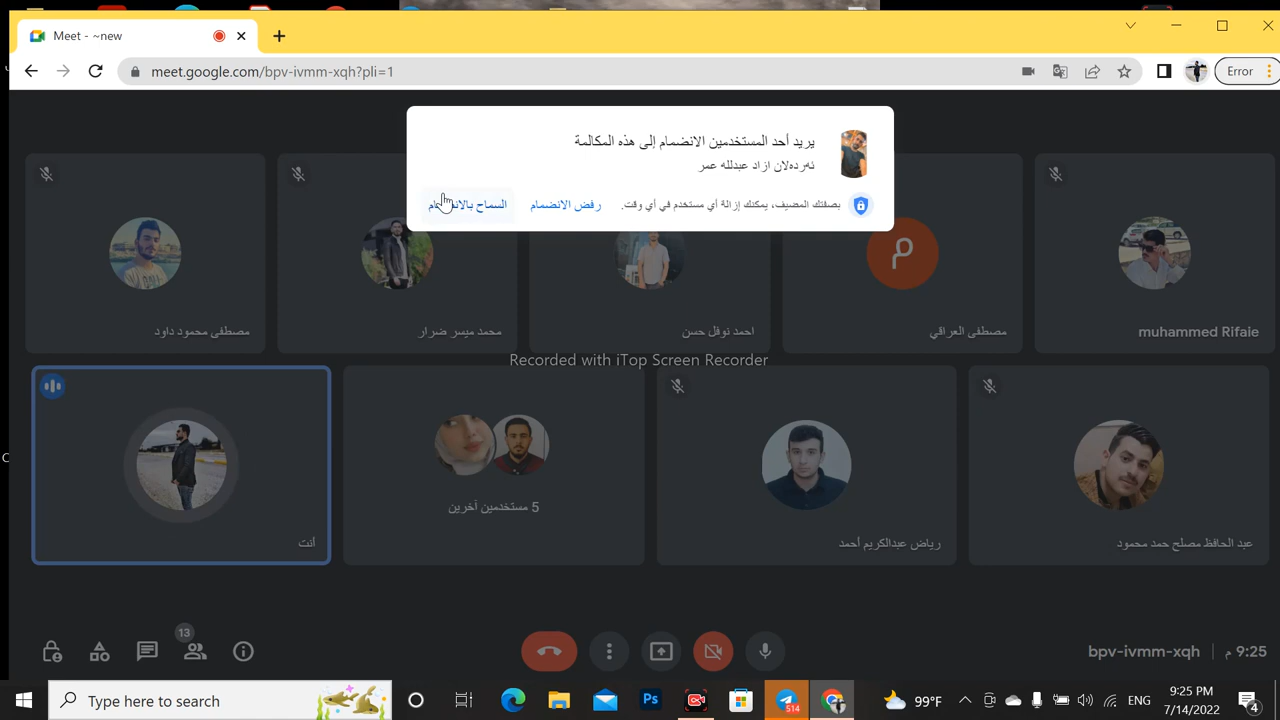 Meet - ~new
meet.google.com/bpv-ivmm-xqh?pli=1
Error
يريد أحد المستخدمين الانضمام إلى هذه المكالمة
ئەردەلان ازاد عبدلله عمر
بصفتك المضيف، يمكنك إزالة أي مستخدم في أي وقت.
رفض الانضمام
السماح بالانضمام
مصطفى محمود داود
محمد ميسر ضرار
احمد نوفل حسن
م
مصطفى العراقي
muhammed Rifaie
Recorded with iTop Screen Recorder
أنت
5 مستخدمين آخرين
رياض عبدالكريم أحمد
عبد الحافظ مصلح حمد محمود
13
bpv-ivmm-xqh
9:25 م
Type here to search
Ps
514
99°F
ENG
9:25 PM
7/14/2022
4